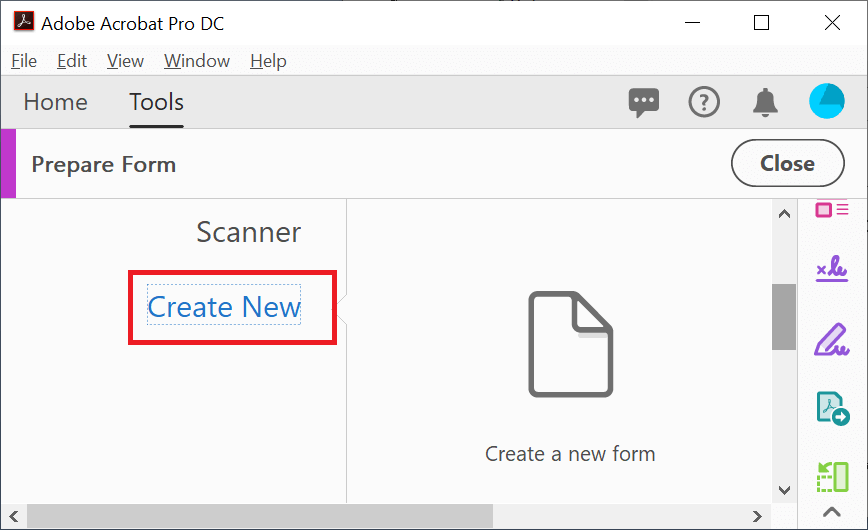 Adobe Acrobat Pro DC
File Edit View Window Help
Home Tools
Prepare Form Close
Scanner
Create New
Create a new form